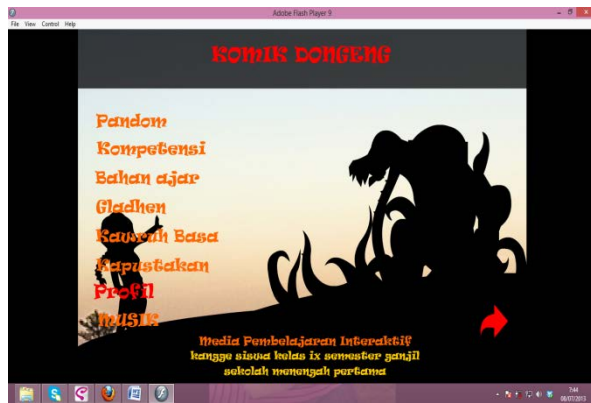 Adobe Flash Player 9
File View Control Help
KOMIK DONGENG
Pandom
Kompetensi
Bahan ajar
Gladhen
Kawruh Basa
Kapustakan
Profil
MUSIK
Media Pembelajaran Interaktif
kangge siswa kelas ix semester ganjil
sekolah menengah pertama
7:44
08/07/2013